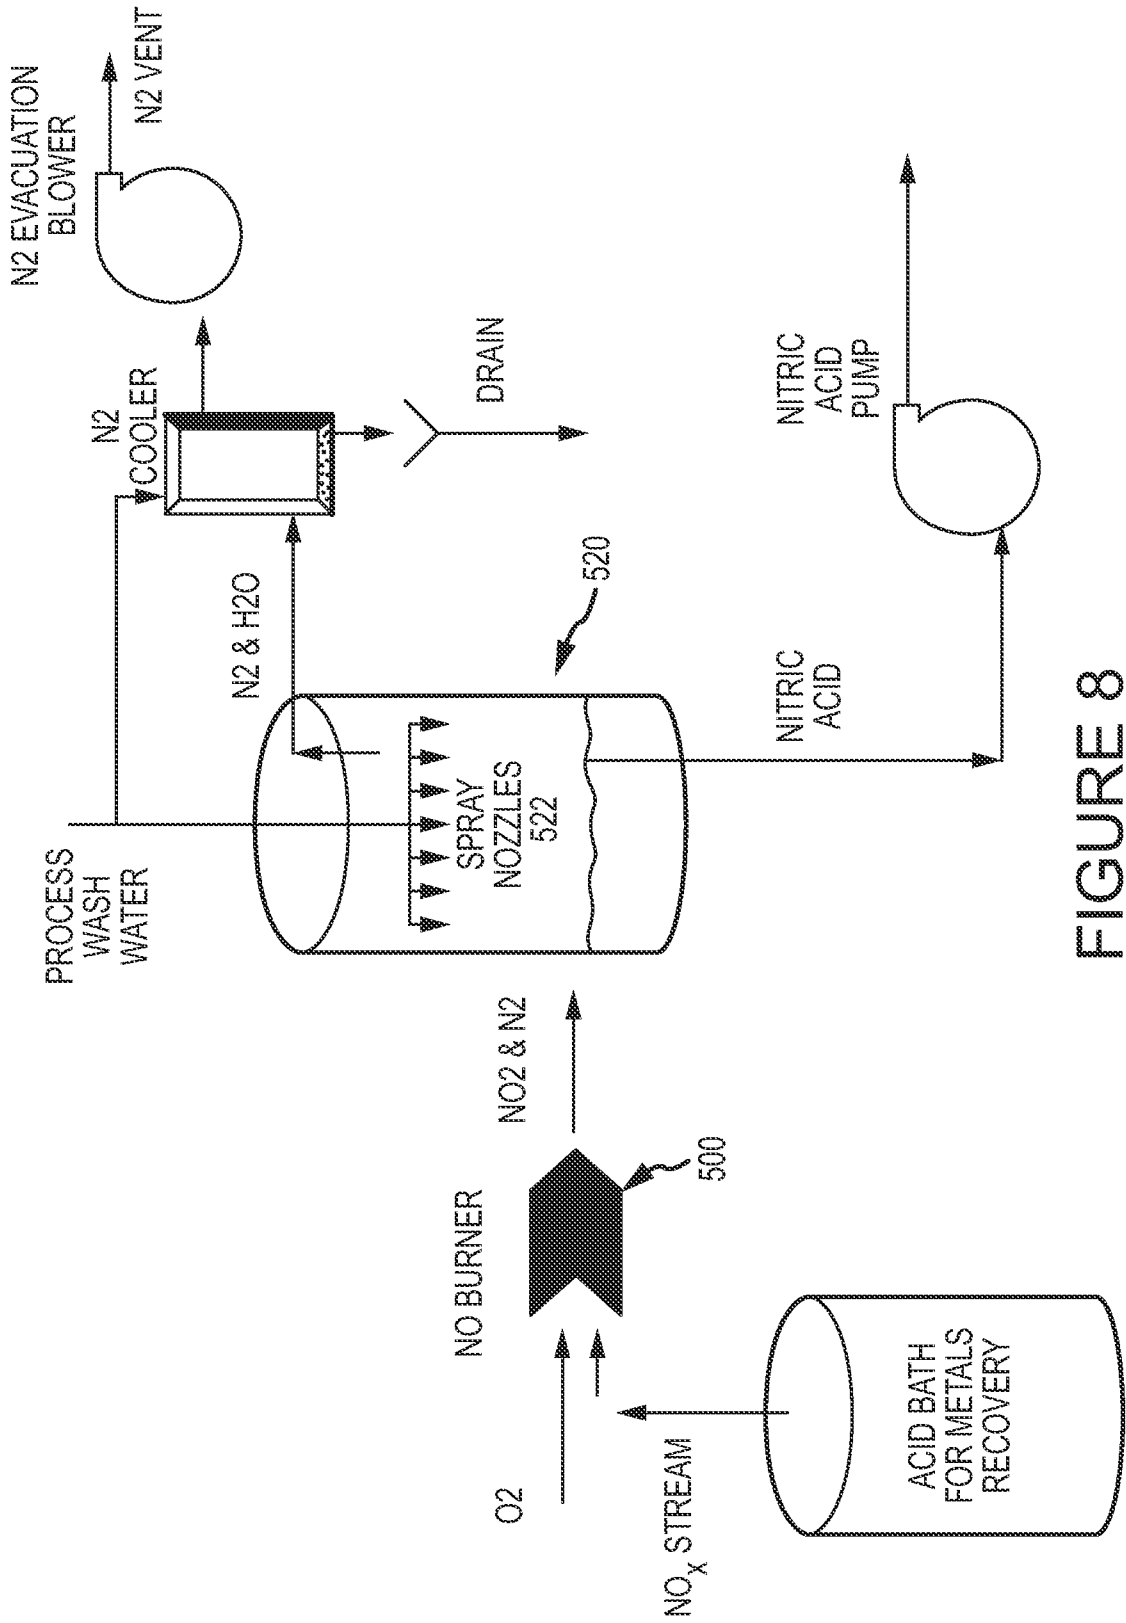 N2 EVACUATION
BLOWER
N2 VENT
N2
COOLER
PROCESS
WASH
WATER
N2 & H2O
DRAIN
SPRAY
NOZZLES
522
520
NO BURNER
NO2 & N2
O2
500
NOx STREAM
NITRIC
ACID
NITRIC
ACID
PUMP
ACID BATH
FOR METALS
RECOVERY
FIGURE 8